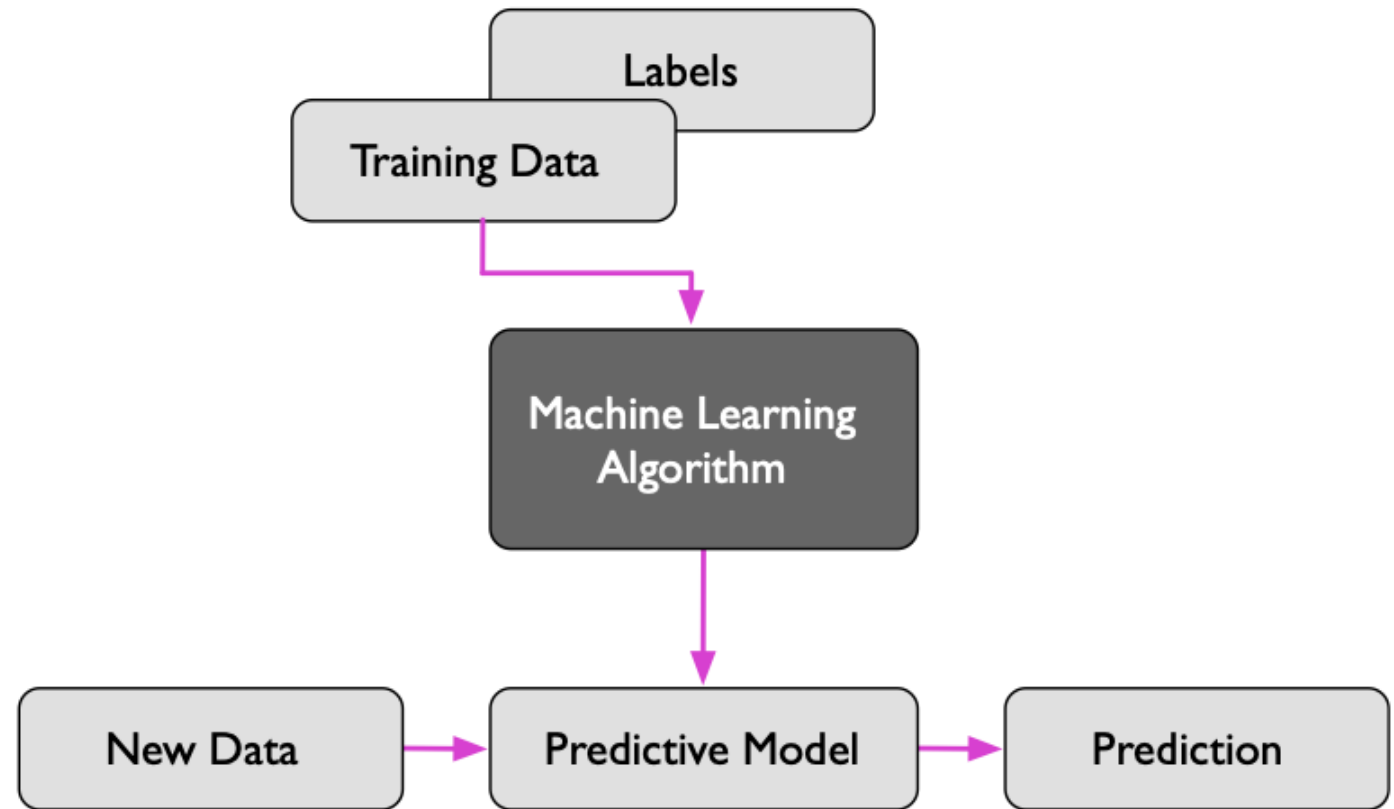 Labels
Training Data
Machine Learning
Algorithm
New Data
Predictive Model
Prediction